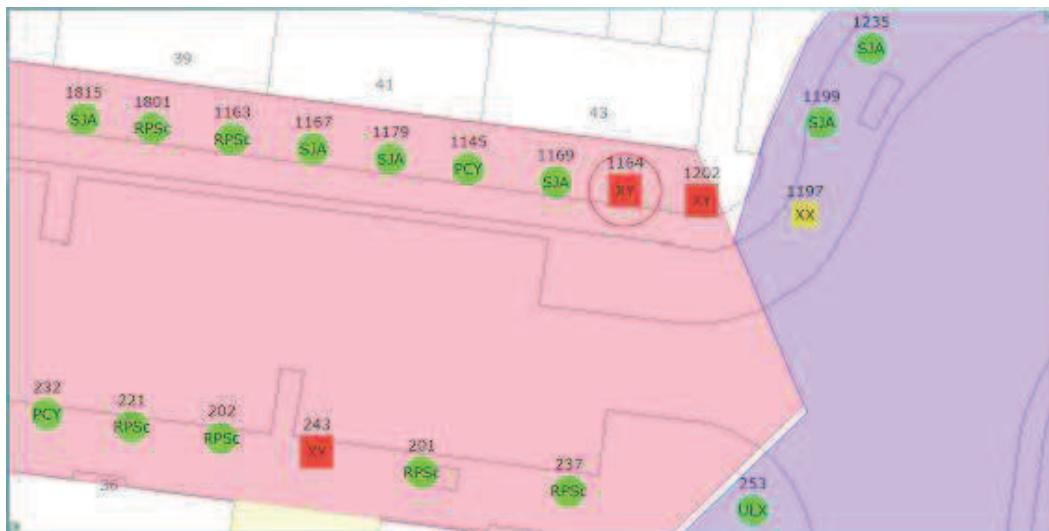 1235
SJA
39
41
43
1815
SJA
1801
RPSc
1163
RPSc
1167
SJA
1179
SJA
1145
PCY
1169
SJA
1164
XY
1202
XY
1199
SJA
1197
XX
232
PCY
221
RPSc
202
RPSc
243
XY
201
RPSc
237
RPSc
253
ULX
36